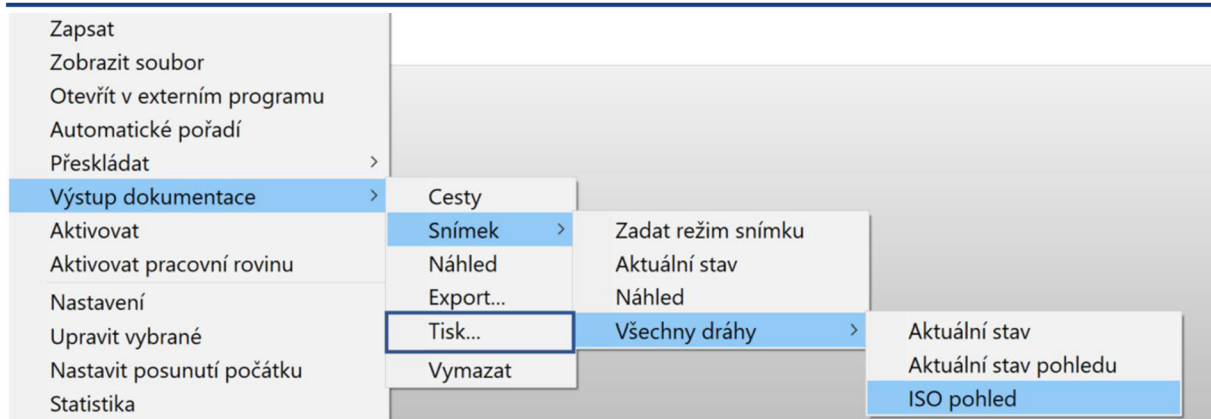 Zapsat
Zobrazit soubor
Otevřít v externím programu
Automatické pořadí
Přeskládat
Výstup dokumentace
Aktivovat
Aktivovat pracovní rovinu
Nastavení
Upravit vybrané
Nastavit posunutí počátku
Statistika
Cesty
Snímek
Náhled
Export...
Tisk...
Vymazat
Zadat režim snímku
Aktuální stav
Náhled
Všechny dráhy
Aktuální stav
Aktuální stav pohledu
ISO pohled